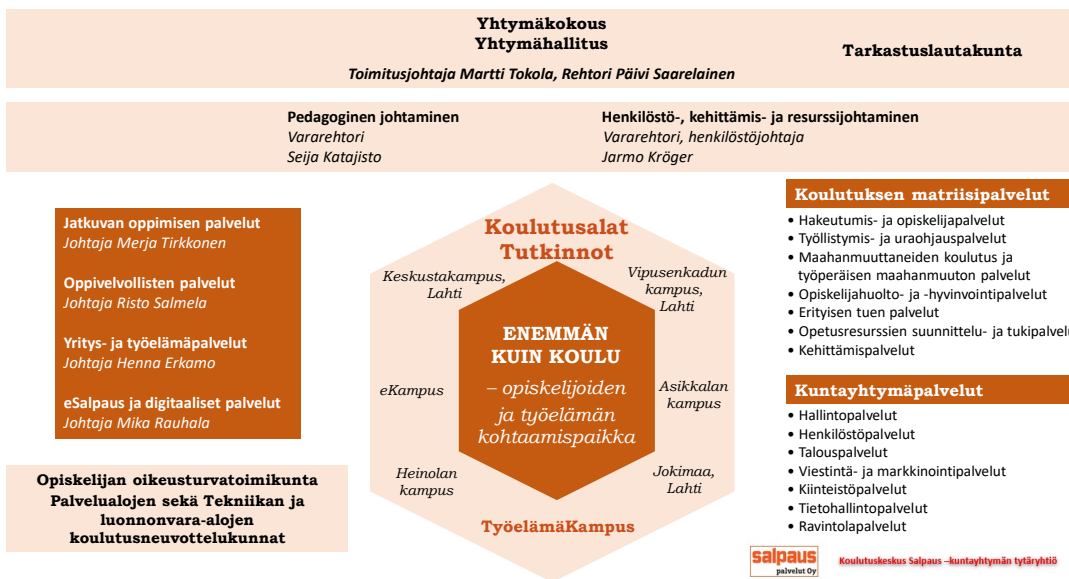 Yhtymäkokous
Yhtymähallitus
Tarkastuslautakunta
Toimitusjohtaja Martti Tokola, Rehtori Päivi Saarelainen
Pedagoginen johtaminen
Vararehtori
Seija Katajisto
Henkilöstö-, kehittämis- ja resurssijohtaminen
Vararehtori, henkilöstöjohtaja
Jarmo Kröger
Jatkuvan oppimisen palvelut
Johtaja Merja Tirkkonen
Oppivelvollisten palvelut
Johtaja Risto Salmela
Yritys- ja työelämäpalvelut
Johtaja Henna Erkamo
eSalpaus ja digitaaliset palvelut
Johtaja Mika Rauhala
Opiskelijan oikeusturvatoimikunta
Palvelualojen sekä Tekniikan ja
luonnonvara-alojen
koulutusneuvottelukunnat
Koulutusalat
Tutkinnot
Keskustakampus,
Lahti
Vipusenkadun
kampus,
Lahti
ENEMMÄN
KUIN KOULU
– opiskelijoiden
ja työelämän
kohtaamispaikka
eKampus
Asikkalan
kampus
Heinolan
kampus
Jokimaa,
Lahti
TyöelämäKampus
Koulutuksen matriisipalvelut
• Hakeutumis- ja opiskelijapalvelut
• Työllistymis- ja uraohjauspalvelut
• Maahanmuuttaneiden koulutus ja
työperäisen maahanmuuton palvelut
• Opiskelijahuolto- ja -hyvinvointipalvelut
• Erityisen tuen palvelut
• Opetusresurssien suunnittelu- ja tukipalvelu
• Kehittämispalvelut
Kuntayhtymäpalvelut
• Hallintopalvelut
• Henkilöstöpalvelut
• Talouspalvelut
• Viestintä- ja markkinointipalvelut
• Kiinteistöpalvelut
• Tietohallintopalvelut
• Ravintolapalvelut
salpaus
palvelut Oy
Koulutuskeskus Salpaus –kuntayhtymän tytäryhtiö